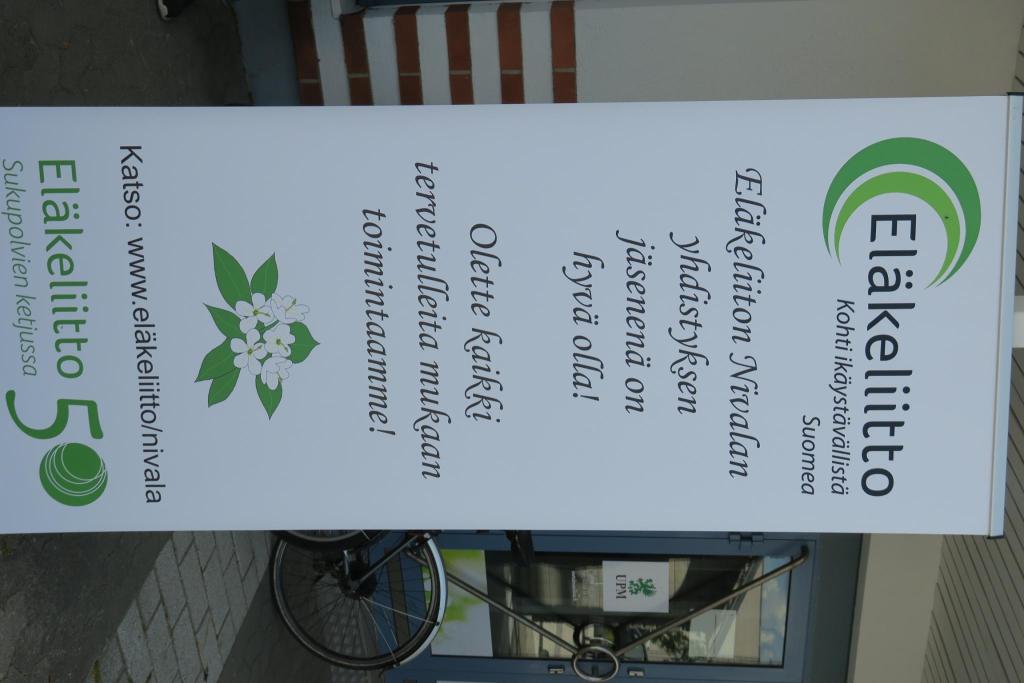 Eläkeliitto
Kohti ikäystävällistä
Suomea
Eläkeliiton Nivalan
yhdistyksen
jäsenenä on
hyvä olla!
Olette kaikki
tervetulleita mukaan
toimintaamme!
Katso: www.eläkeliitto/nivala
Eläkeliitto 50
Sukupolvien ketjussa
UPM